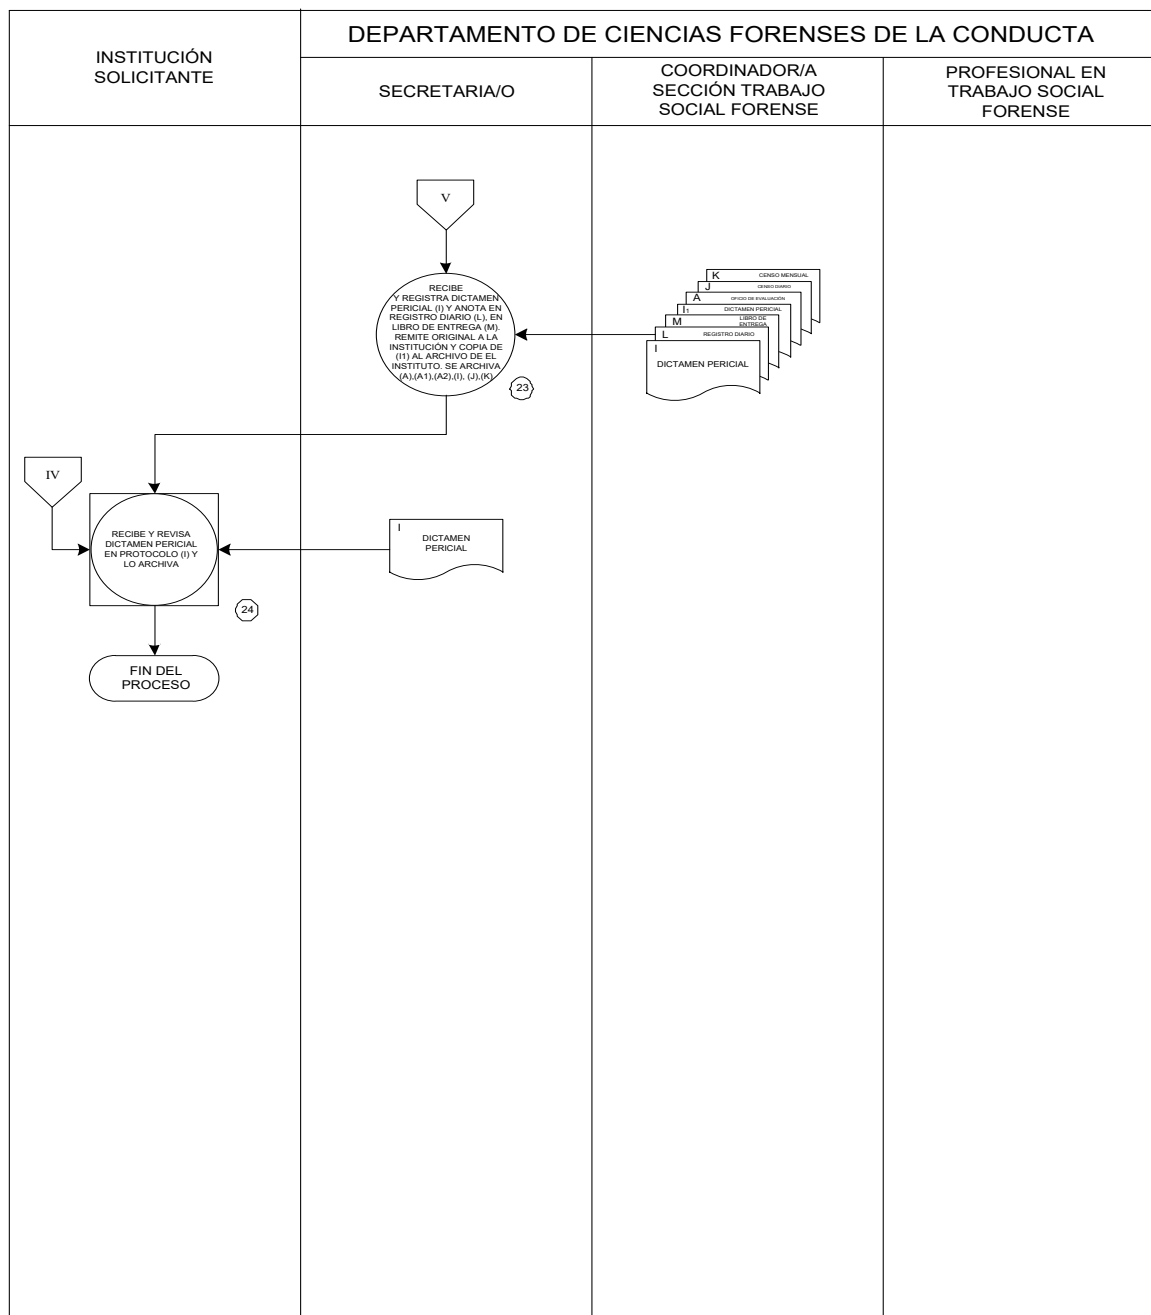 INSTITUCIÓN
SOLICITANTE
DEPARTAMENTO DE CIENCIAS FORENSES DE LA CONDUCTA
SECRETARIA/O
COORDINADOR/A
SECCIÓN TRABAJO
SOCIAL FORENSE
PROFESIONAL EN
TRABAJO SOCIAL
FORENSE
V
RECIBE
Y REGISTRA DICTAMEN
PERICIAL (I) Y ANOTA EN
REGISTRO DIARIO (L), EN
LIBRO DE ENTREGA (M).
REMITE ORIGINAL A LA
INSTITUCIÓN Y COPIA DE
(I1) AL ARCHIVO DE EL
INSTITUTO. SE ARCHIVA
(A),(A1),(A2),(I), (J),(K)
23
K CENSO MENSUAL
J CENSO DIARIO
A OFICIO DE EVALUACIÓN
I1 DICTAMEN PERICIAL
M LIBRO DE
ENTREGA
L REGISTRO DIARIO
I
DICTAMEN PERICIAL
IV
RECIBE Y REVISA
DICTAMEN PERICIAL
EN PROTOCOLO (I) Y
LO ARCHIVA
24
I
DICTAMEN
PERICIAL
FIN DEL
PROCESO